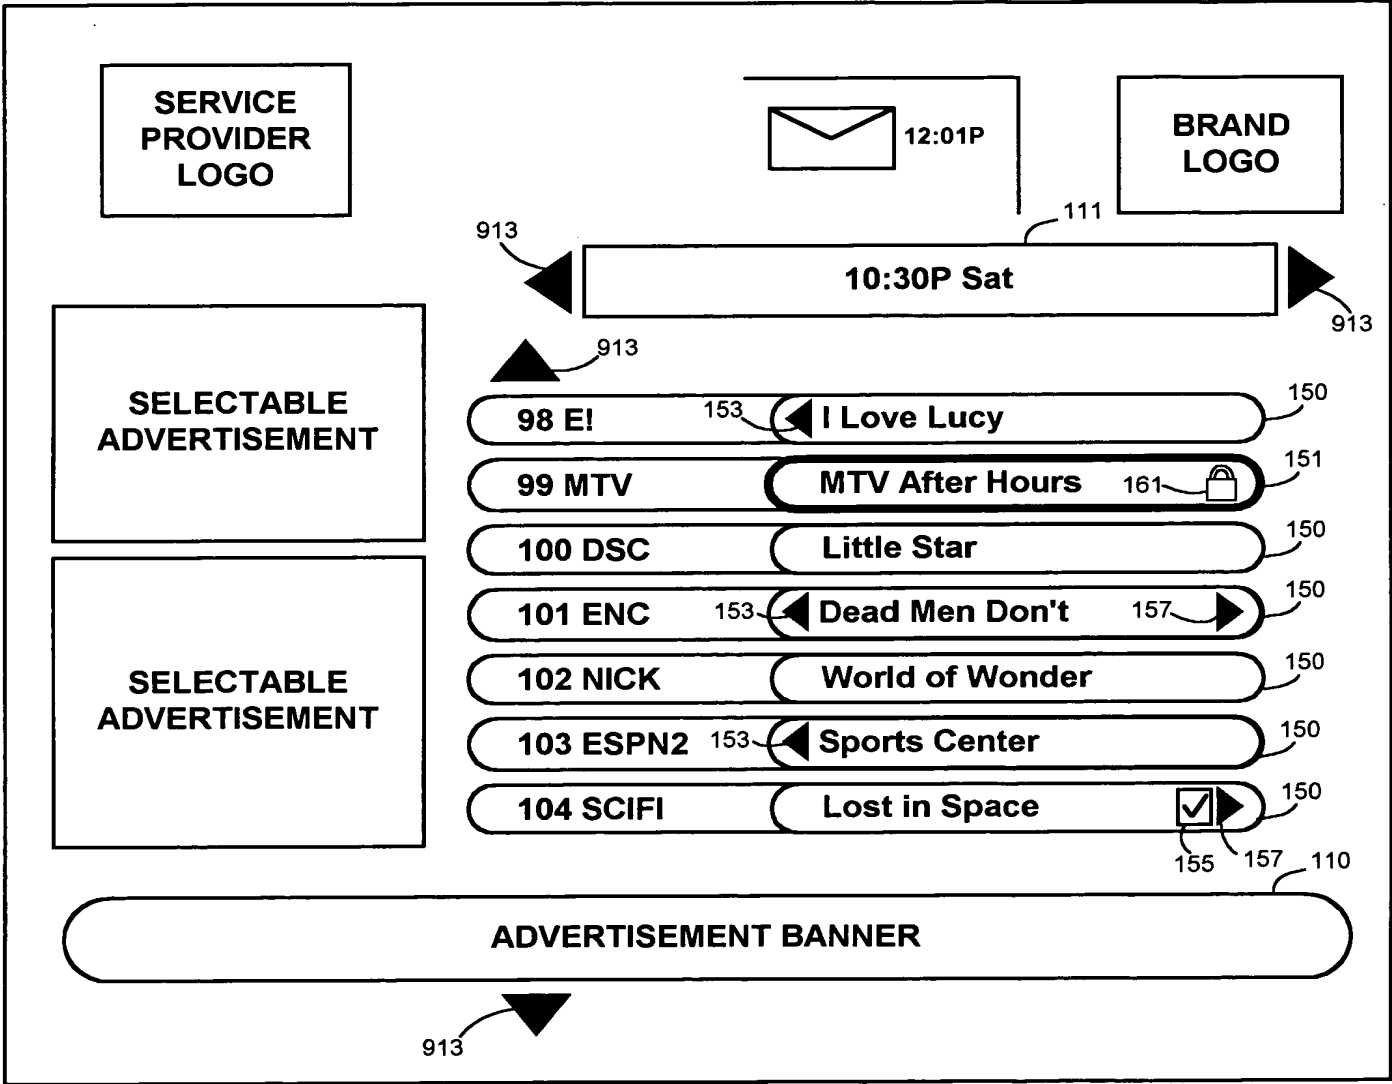 SERVICE
PROVIDER
LOGO
12:01P
BRAND
LOGO
111
913
10:30P Sat
913
913
SELECTABLE
ADVERTISEMENT
98 E!
153
I Love Lucy
150
99 MTV
MTV After Hours
161
151
100 DSC
Little Star
150
101 ENC
153
Dead Men Don't
157
150
SELECTABLE
ADVERTISEMENT
102 NICK
World of Wonder
150
103 ESPN2
153
Sports Center
150
104 SCIFI
Lost in Space
150
155
157
110
ADVERTISEMENT BANNER
913